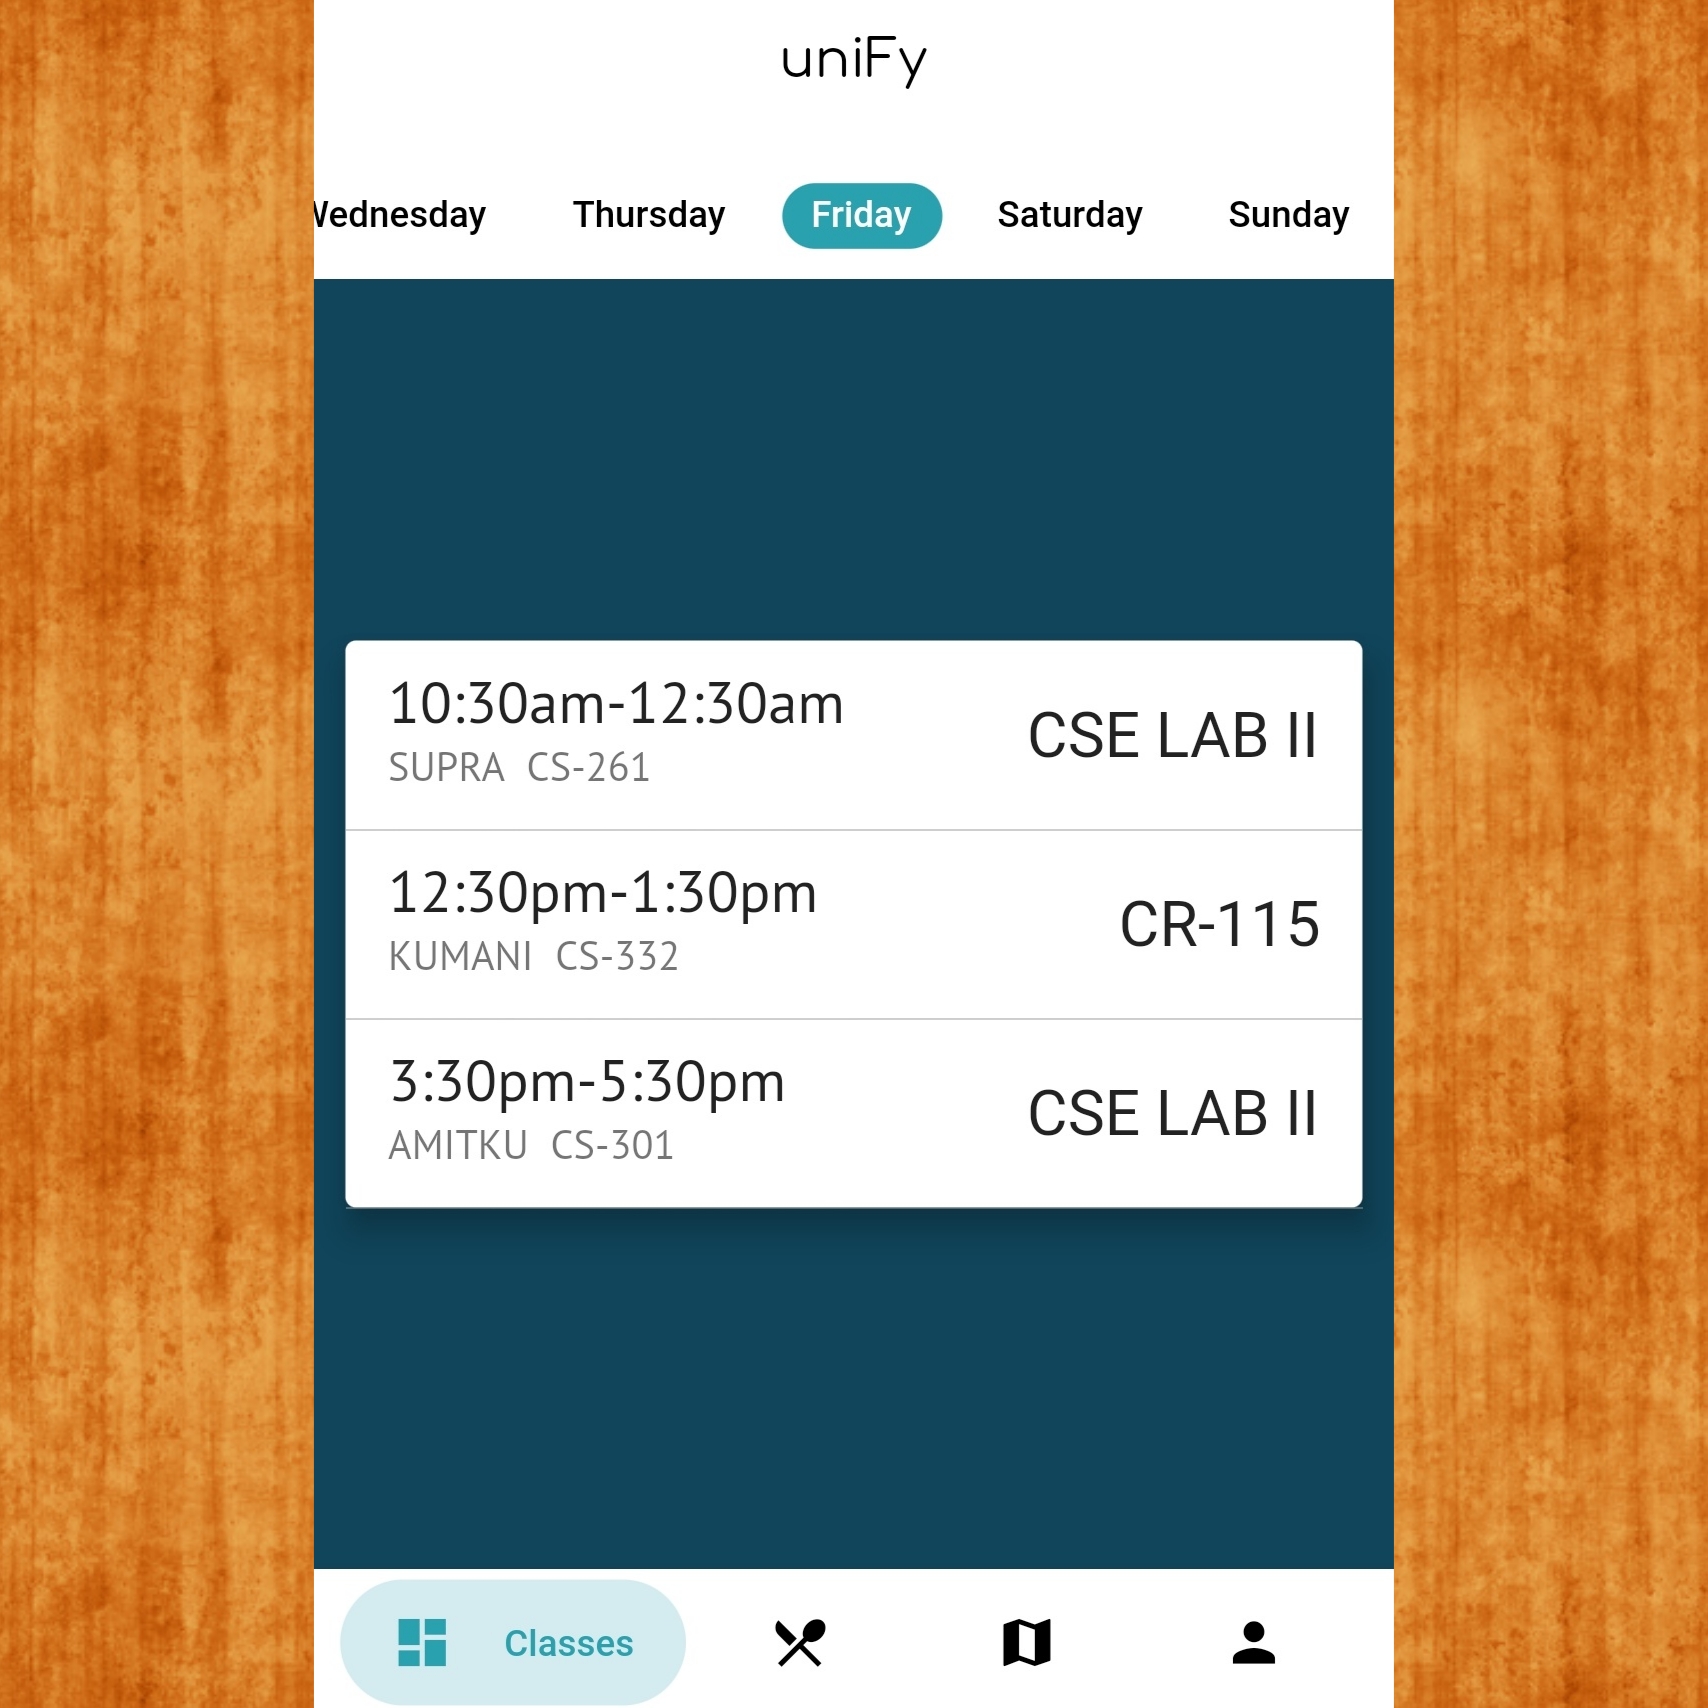 uniFy
Wednesday Thursday Friday Saturday Sunday
10:30am-12:30am
SUPRA CS-261
CSE LAB II
12:30pm-1:30pm
KUMANI CS-332
CR-115
3:30pm-5:30pm
AMITKU CS-301
CSE LAB II
Classes